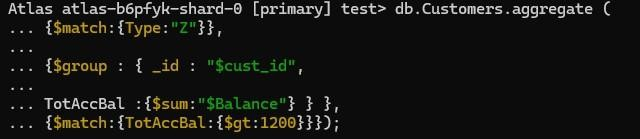 Atlas atlas-b6pfyk-shard-0 [primary] test> db.Customers.aggregate (
... {$match:{Type:"Z"}},
...
... {$group : { _id : "$cust_id",
...
... TotAccBal :{$sum:"$Balance"} } },
... {$match:{TotAccBal:{$gt:1200}}});